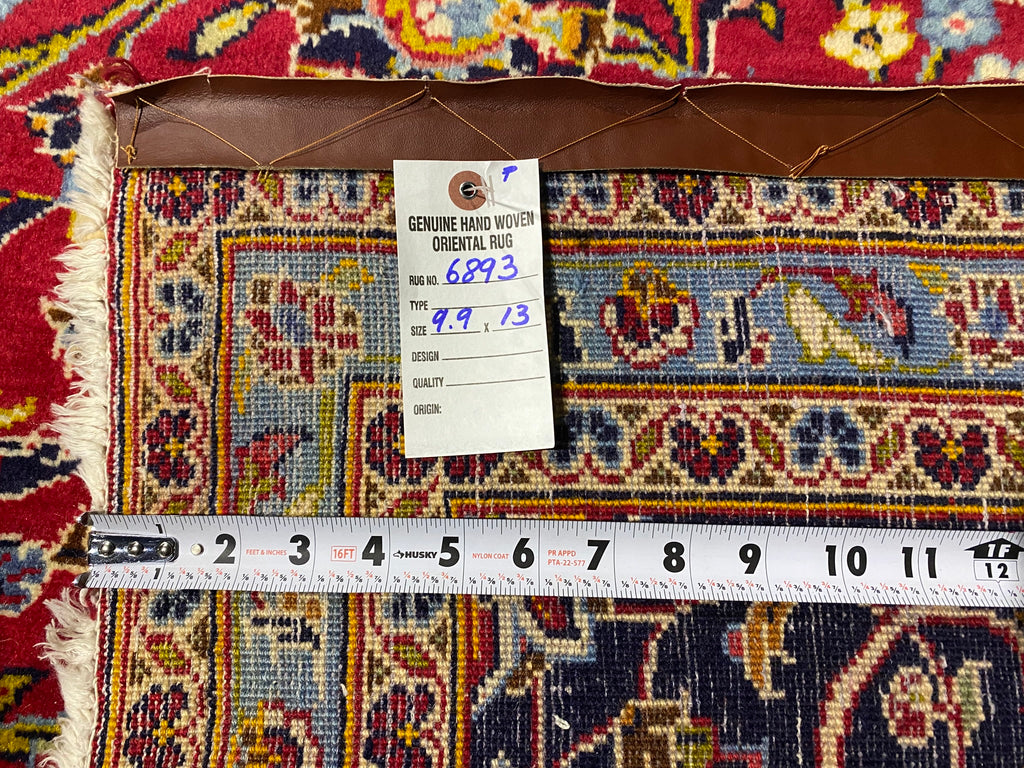 P
GENUINE HAND WOVEN
ORIENTAL RUG
RUG NO. 6893
TYPE
SIZE 9.9 X 13
DESIGN
QUALITY
ORIGIN:
1 2 FEET & INCHES 3 16FT 4 HUSKY 5 NYLON COAT 6 PR APPD PTA-22-577 7 8 9 10 11 1F 12
1